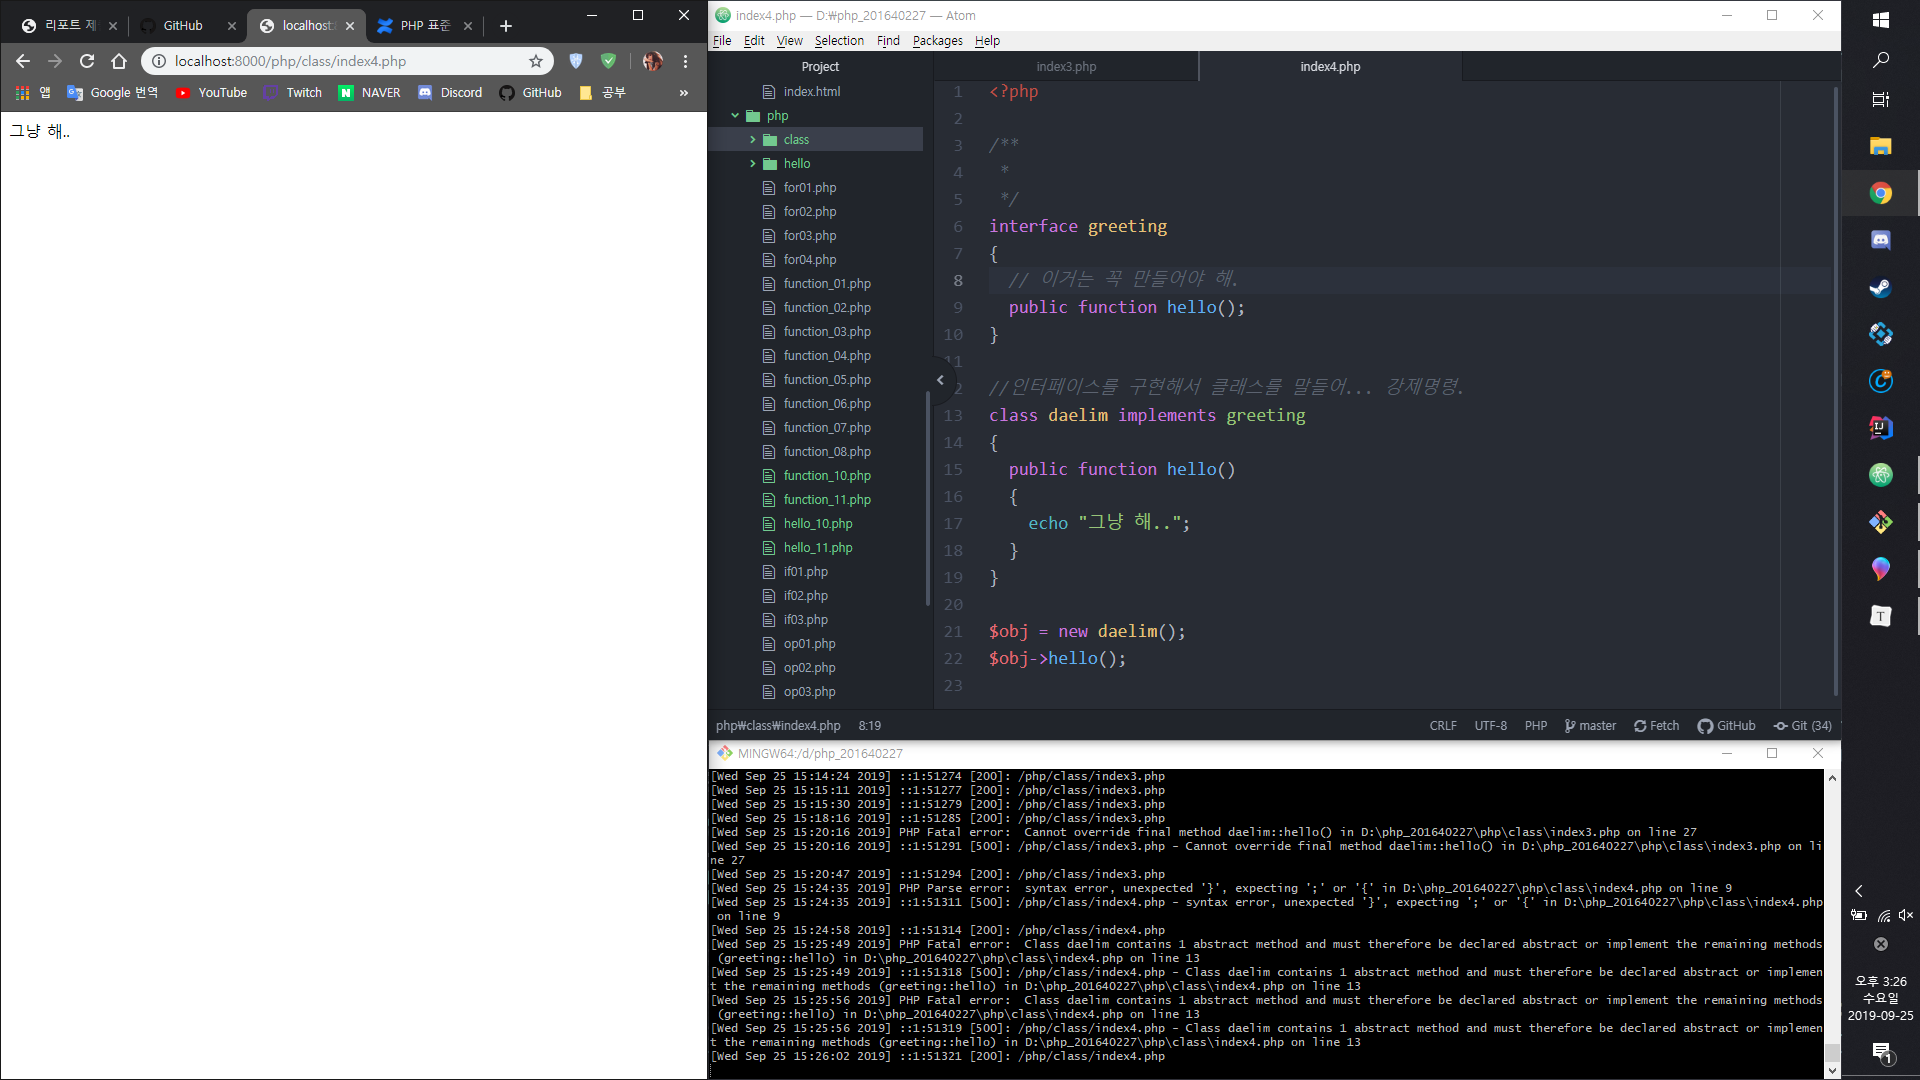 리포트 제
GitHub
localhost:
PHP 표준
localhost:8000/php/class/index4.php
앱
Google 번역
YouTube
Twitch
NAVER
Discord
GitHub
공부
»
그냥 해..
index4.php — D:₩php_201640227 — Atom
File Edit View Selection Find Packages Help
Project
index.html
php
class
hello
for01.php
for02.php
for03.php
for04.php
function_01.php
function_02.php
function_03.php
function_04.php
function_05.php
function_06.php
function_07.php
function_08.php
function_10.php
function_11.php
hello_10.php
hello_11.php
if01.php
if02.php
if03.php
op01.php
op02.php
op03.php
index3.php
index4.php
1 <?php
2
3 /**
4 *
5 */
6 interface greeting
7 {
8 // 이거는 꼭 만들어야 해.
9 public function hello();
10 }
11
2 //인터페이스를 구현해서 클래스를 말들어... 강제명령.
13 class daelim implements greeting
14 {
15 public function hello()
16 {
17 echo "그냥 해..";
18 }
19 }
20
21 $obj = new daelim();
22 $obj->hello();
23
php₩class₩index4.php 8:19
CRLF UTF-8 PHP master Fetch GitHub Git (34)
MINGW64:/d/php_201640227
[Wed Sep 25 15:14:24 2019] ::1:51274 [200]: /php/class/index3.php
[Wed Sep 25 15:15:11 2019] ::1:51277 [200]: /php/class/index3.php
[Wed Sep 25 15:15:30 2019] ::1:51279 [200]: /php/class/index3.php
[Wed Sep 25 15:18:16 2019] ::1:51285 [200]: /php/class/index3.php
[Wed Sep 25 15:20:16 2019] PHP Fatal error:  Cannot override final method daelim::hello() in D:\php_201640227\php\class\index3.php on line 27
[Wed Sep 25 15:20:16 2019] ::1:51291 [500]: /php/class/index3.php - Cannot override final method daelim::hello() in D:\php_201640227\php\class\index3.php on li
ne 27
[Wed Sep 25 15:20:47 2019] ::1:51294 [200]: /php/class/index3.php
[Wed Sep 25 15:24:35 2019] PHP Parse error:  syntax error, unexpected '}', expecting ';' or '{' in D:\php_201640227\php\class\index4.php on line 9
[Wed Sep 25 15:24:35 2019] ::1:51311 [500]: /php/class/index4.php - syntax error, unexpected '}', expecting ';' or '{' in D:\php_201640227\php\class\index4.php
on line 9
[Wed Sep 25 15:24:58 2019] ::1:51314 [200]: /php/class/index4.php
[Wed Sep 25 15:25:49 2019] PHP Fatal error:  Class daelim contains 1 abstract method and must therefore be declared abstract or implement the remaining methods
(greeting::hello) in D:\php_201640227\php\class\index4.php on line 13
[Wed Sep 25 15:25:49 2019] ::1:51318 [500]: /php/class/index4.php - Class daelim contains 1 abstract method and must therefore be declared abstract or implemen
t the remaining methods (greeting::hello) in D:\php_201640227\php\class\index4.php on line 13
[Wed Sep 25 15:25:56 2019] PHP Fatal error:  Class daelim contains 1 abstract method and must therefore be declared abstract or implement the remaining methods
(greeting::hello) in D:\php_201640227\php\class\index4.php on line 13
[Wed Sep 25 15:25:56 2019] ::1:51319 [500]: /php/class/index4.php - Class daelim contains 1 abstract method and must therefore be declared abstract or implemen
t the remaining methods (greeting::hello) in D:\php_201640227\php\class\index4.php on line 13
[Wed Sep 25 15:26:02 2019] ::1:51321 [200]: /php/class/index4.php
오후 3:26
수요일
2019-09-25
1